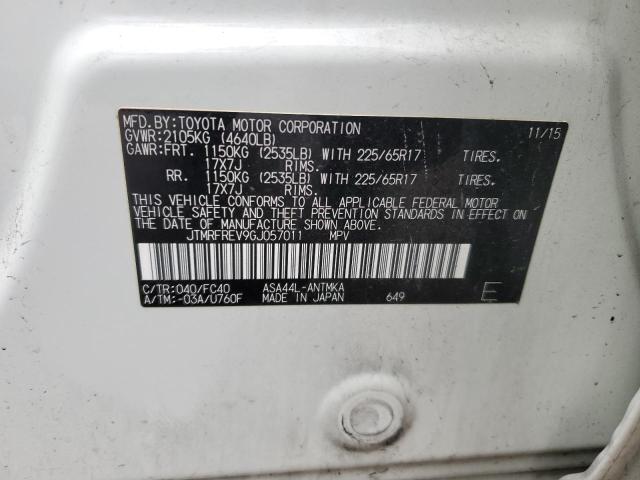 MFD. BY: TOYOTA MOTOR CORPORATION 11/15
GVWR: 2105KG (4640LB)
GAWR: FRT. 1150KG (2535LB) WITH 225/65R17 TIRES.
17X7J RIMS.
RR. 1150KG (2535LB) WITH 225/65R17 TIRES.
17X7J RIMS.
THIS VEHICLE CONFORMS TO ALL APPLICABLE FEDERAL MOTOR
VEHICLE SAFETY AND THEFT PREVENTION STANDARDS IN EFFECT ON
THE DATE OF MANUFACTURE SHOWN ABOVE.
JTMRFREV9GJ057011 MPV
C/TR: 040/FC40 ASA44L-ANTMKA
A/TM: -03A/U760F MADE IN JAPAN 649 E